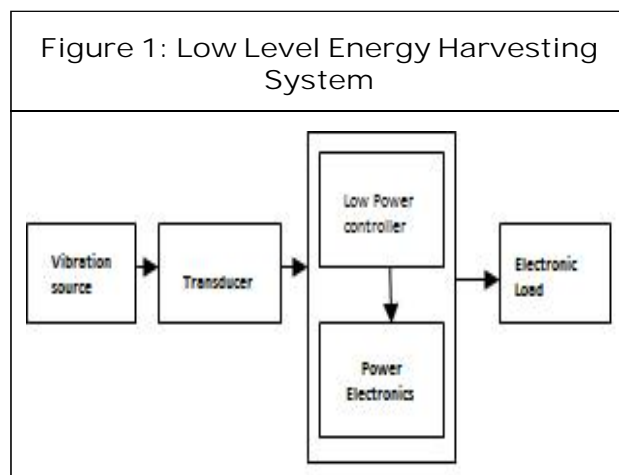 Figure 1: Low Level Energy Harvesting
System
Low Power
controller
Vibration
source
Transducer
Electronic
Load
Power
Electronics